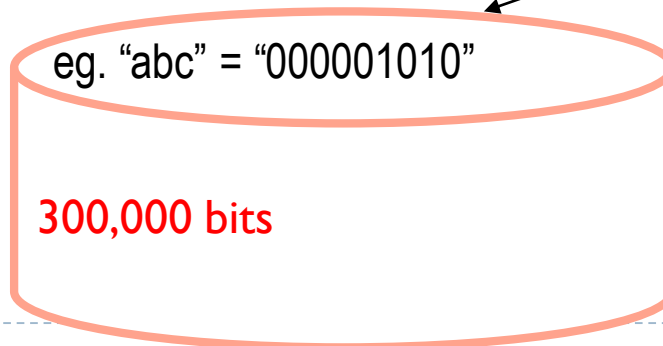 eg. “abc” = “000001010”
300,000 bits